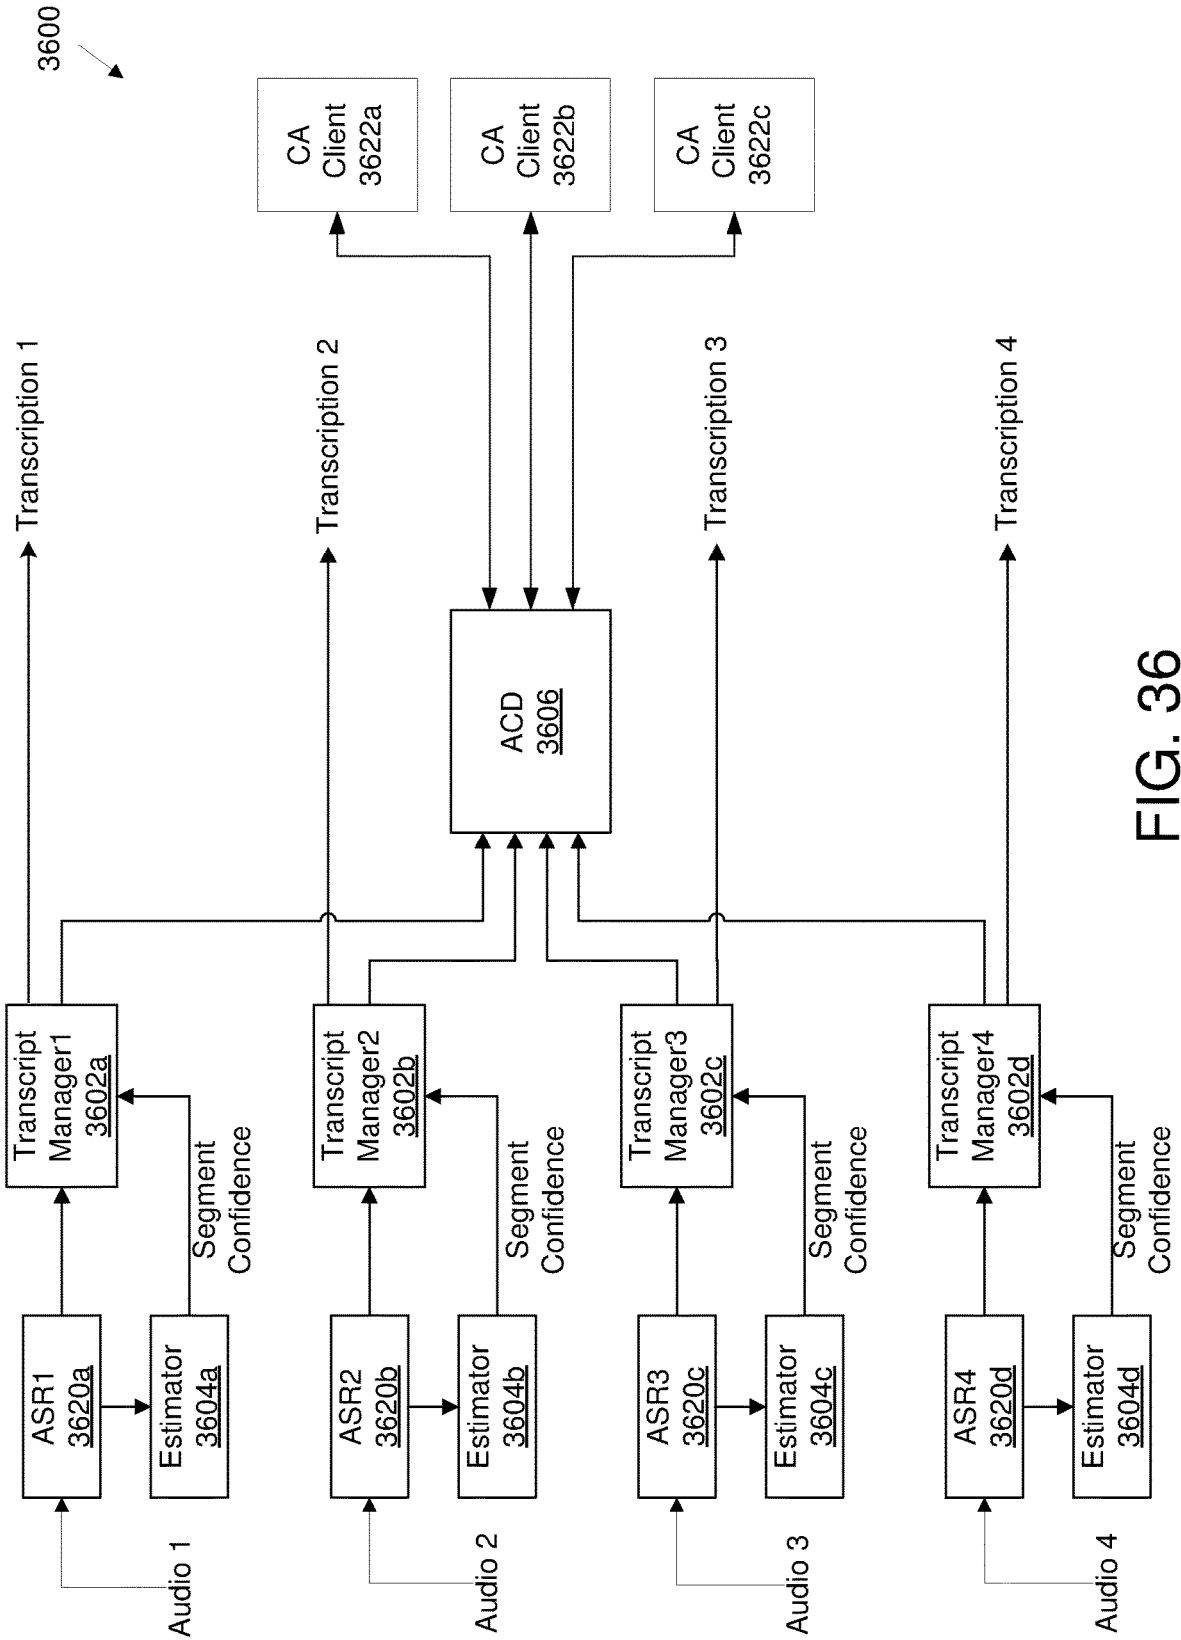 3600
Audio 1
ASR1
3620a
Estimator
3604a
Segment
Confidence
Transcript
Manager1
3602a
Transcription 1
Audio 2
ASR2
3620b
Estimator
3604b
Segment
Confidence
Transcript
Manager2
3602b
Transcription 2
Audio 3
ASR3
3620c
Estimator
3604c
Segment
Confidence
Transcript
Manager3
3602c
Transcription 3
Audio 4
ASR4
3620d
Estimator
3604d
Segment
Confidence
Transcript
Manager4
3602d
Transcription 4
ACD
3606
CA
Client
3622a
CA
Client
3622b
CA
Client
3622c
FIG. 36